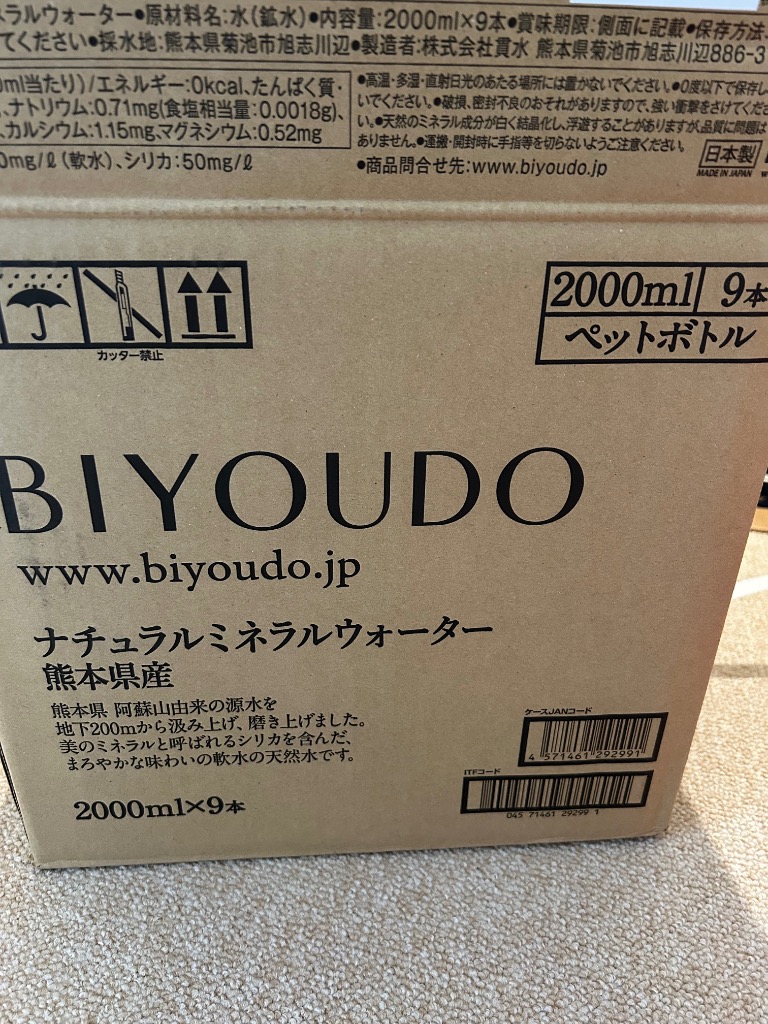 ラルウォーター●原材料名:水(鉱水)●内容量:2000ml×9本●賞味期限:側面に記載●保存方法
てください●採水地:熊本県菊池市旭志川辺●製造者:株式会社貫水 熊本県菊池市旭志川辺886-3
ml当たり)/エネルギー:0kcal、たんぱく質・
、ナトリウム:0.71mg(食塩相当量:0.0018g)、
、カルシウム:1.15mg、マグネシウム:0.52mg
0mg/ℓ(軟水)、シリカ:50mg/ℓ
●高温・多湿・直射日光のあたる場所には置かないでください。●0度以下で保存し
いでください。●破損、密封不良のおそれがありますので、強い衝撃をさけてくださ
い。●天然のミネラル成分が白く結晶化し、浮遊することがありますが、品質に問題は
ありません。●運搬・開封時に手指等を切らないようご注意ください。
●商品問合せ先:www.biyoudo.jp
日本製
MADE IN JAPAN
カッター禁止
2000ml 9本
ペットボトル
BIYOUDO
www.biyoudo.jp
ナチュラルミネラルウォーター
熊本県産
熊本県 阿蘇山由来の源水を
地下200mから汲み上げ、磨き上げました。
美のミネラルと呼ばれるシリカを含んだ、
まろやかな味わいの軟水の天然水です。
2000ml×9本
ケースJANコード
4 571461 292991
ITFコード
045 71461 29299 1